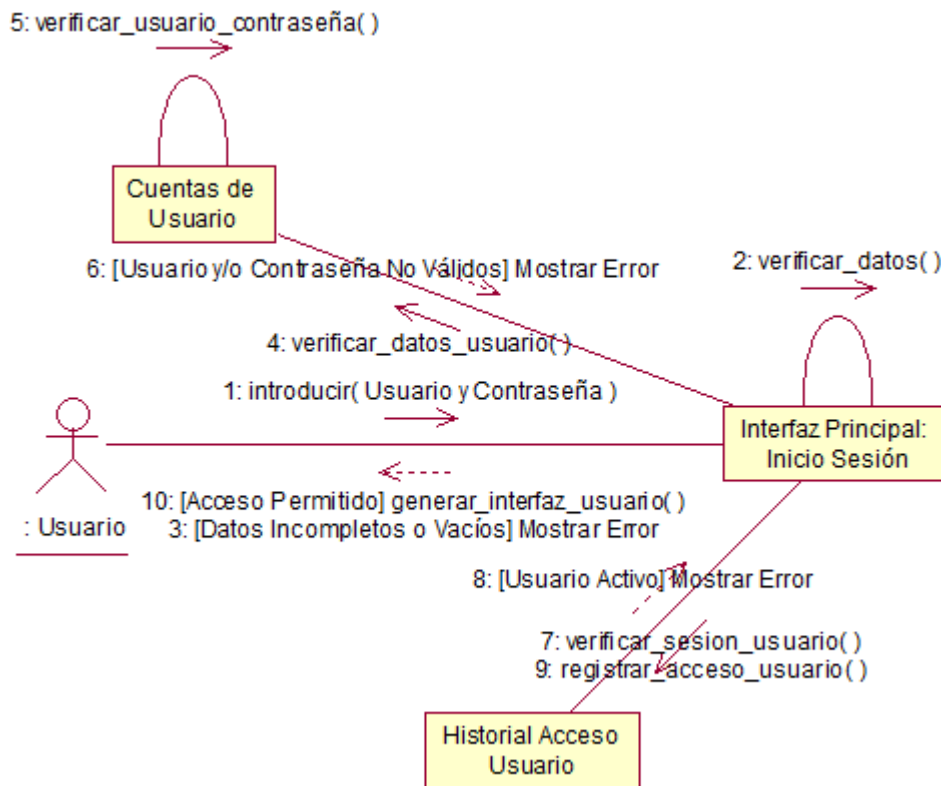 5: verificar_usuario_contraseña( )
Cuentas de
Usuario
6: [Usuario y/o Contraseña No Válidos] Mostrar Error
2: verificar_datos( )
4: verificar_datos_usuario( )
1: introducir( Usuario y Contraseña )
Interfaz Principal:
Inicio Sesión
: Usuario
10: [Acceso Permitido] generar_interfaz_usuario( )
3: [Datos Incompletos o Vacíos] Mostrar Error
8: [Usuario Activo] Mostrar Error
7: verificar_sesion_usuario( )
9: registrar_acceso_usuario( )
Historial Acceso
Usuario